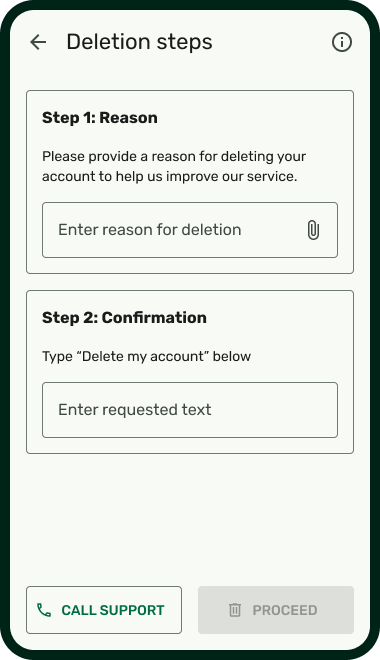 Deletion steps
Step 1: Reason
Please provide a reason for deleting your
account to help us improve our service.
Enter reason for deletion
Step 2: Confirmation
Type “Delete my account” below
Enter requested text
CALL SUPPORT
PROCEED